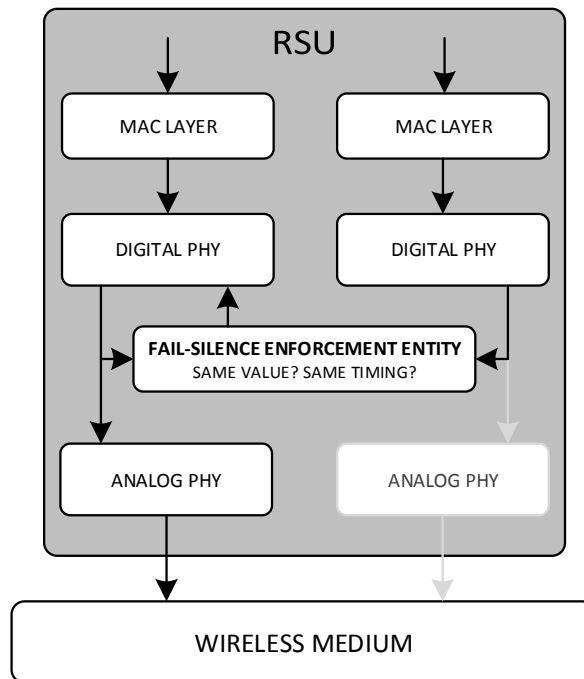 RSU
MAC LAYER
MAC LAYER
DIGITAL PHY
DIGITAL PHY
FAIL-SILENCE ENFORCEMENT ENTITY
SAME VALUE? SAME TIMING?
ANALOG PHY
ANALOG PHY
WIRELESS MEDIUM